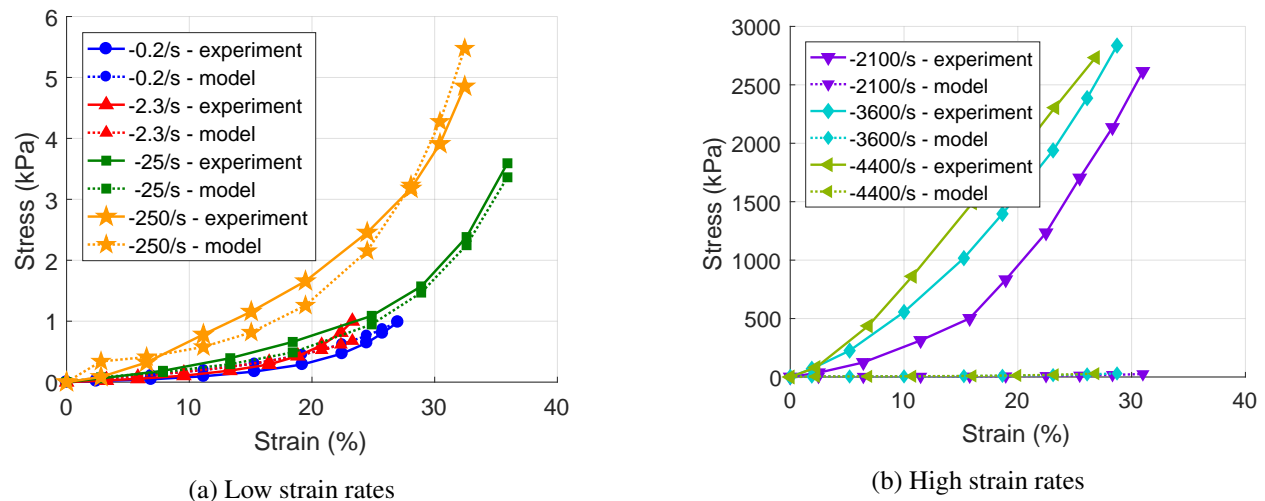 6
5
4
3
2
1
0
0
10
20
30
40
Stress (kPa)
Strain (%)
-0.2/s - experiment
-0.2/s - model
-2.3/s - experiment
-2.3/s - model
-25/s - experiment
-25/s - model
-250/s - experiment
-250/s - model
(a) Low strain rates
3000
2500
2000
1500
1000
500
0
0
10
20
30
40
Stress (kPa)
Strain (%)
-2100/s - experiment
-2100/s - model
-3600/s - experiment
-3600/s - model
-4400/s - experiment
-4400/s - model
(b) High strain rates